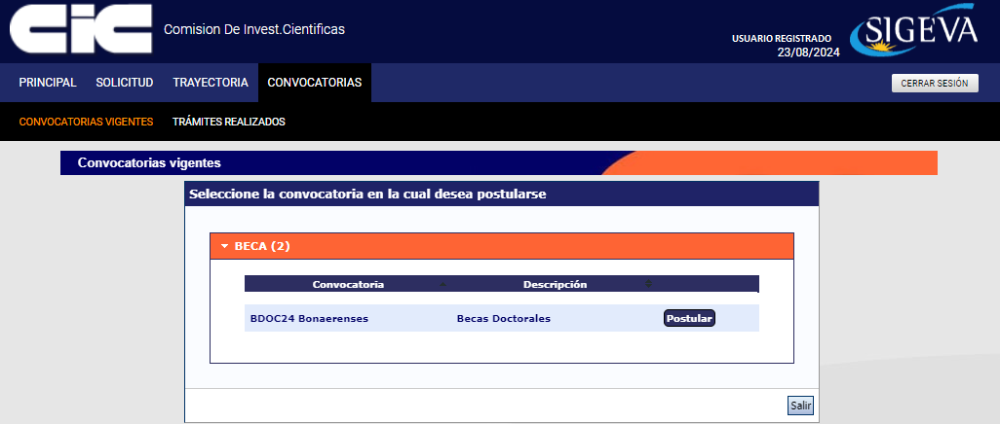 CiC
Comision De Invest.Cientificas
USUARIO REGISTRADO
23/08/2024
SIGEVA
PRINCIPAL SOLICITUD TRAYECTORIA CONVOCATORIAS
CERRAR SESIÓN
CONVOCATORIAS VIGENTES TRÁMITES REALIZADOS
Convocatorias vigentes
Seleccione la convocatoria en la cual desea postularse
BECA (2)
Convocatoria Descripción
BDOC24 Bonaerenses Becas Doctorales Postular
Salir